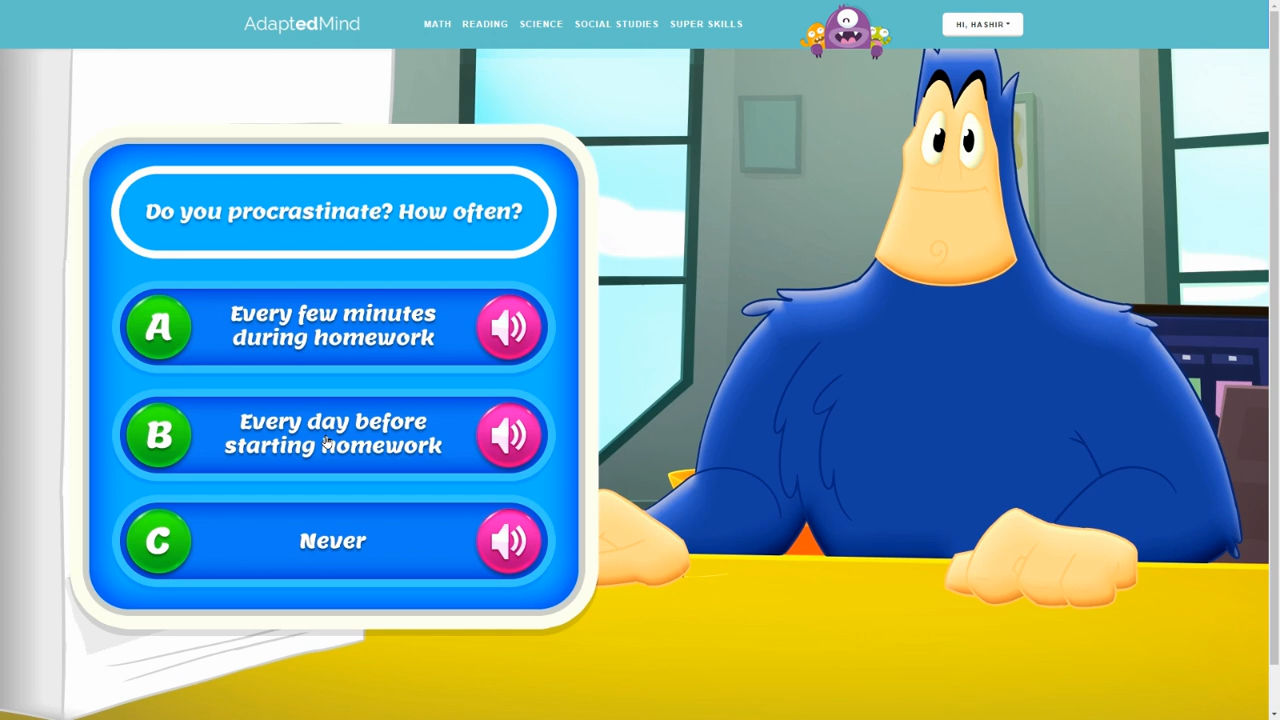 AdaptedMind
MATH READING SCIENCE SOCIAL STUDIES SUPER SKILLS
HI, HASHIR
Do you procrastinate? How often?
A
Every few minutes
during homework
B
Every day before
starting homework
C
Never